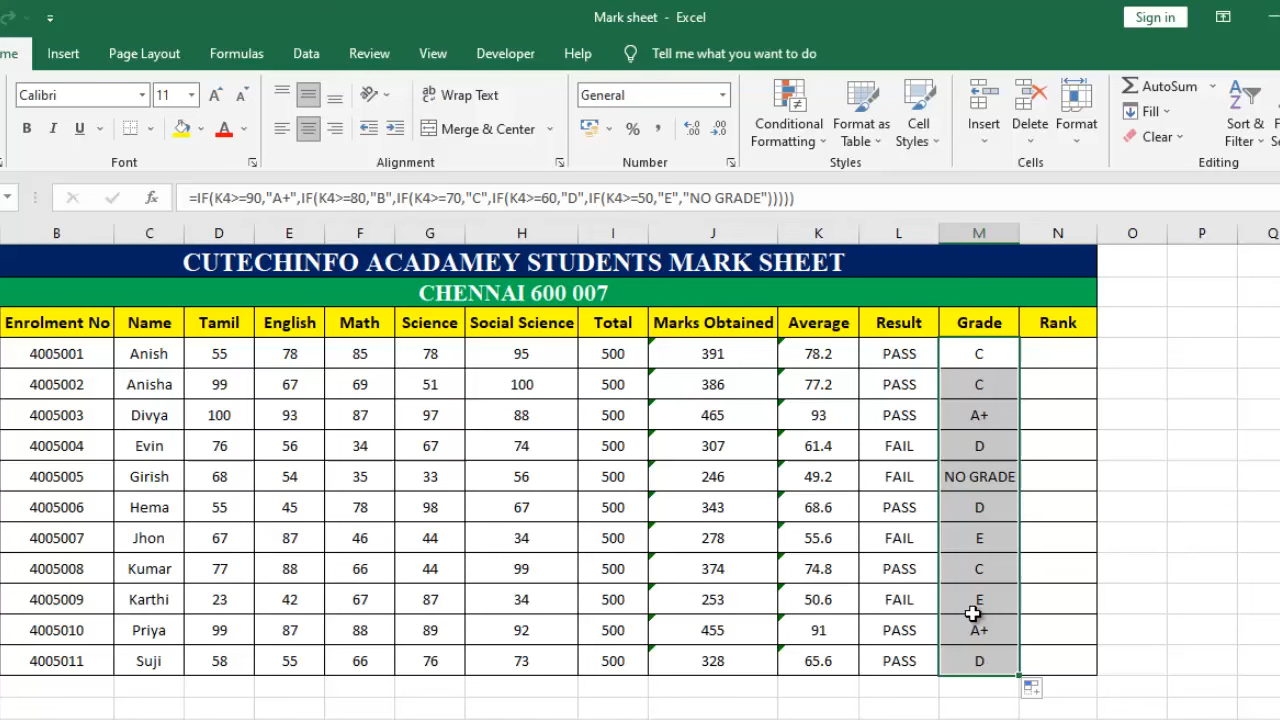 Mark sheet - Excel
Sign in
me Insert Page Layout Formulas Data Review View Developer Help Tell me what you want to do
Calibri 11 A A Wrap Text General Conditional Formatting Format as Table Cell Styles Insert Delete Format AutoSum Fill Clear Sort & Filter
B I U A Merge & Center % , .0 .00
Font Alignment Number Styles Cells Editing
fx =IF(K4>=90,"A+",IF(K4>=80,"B",IF(K4>=70,"C",IF(K4>=60,"D",IF(K4>=50,"E","NO GRADE")))))
B C D E F G H I J K L M N O P Q
CUTECHINFO ACADAMEY STUDENTS MARK SHEET
CHENNAI 600 007
Enrolment No Name Tamil English Math Science Social Science Total Marks Obtained Average Result Grade Rank
4005001 Anish 55 78 85 78 95 500 391 78.2 PASS C
4005002 Anisha 99 67 69 51 100 500 386 77.2 PASS C
4005003 Divya 100 93 87 97 88 500 465 93 PASS A+
4005004 Evin 76 56 34 67 74 500 307 61.4 FAIL D
4005005 Girish 68 54 35 33 56 500 246 49.2 FAIL NO GRADE
4005006 Hema 55 45 78 98 67 500 343 68.6 PASS D
4005007 Jhon 67 87 46 44 34 500 278 55.6 FAIL E
4005008 Kumar 77 88 66 44 99 500 374 74.8 PASS C
4005009 Karthi 23 42 67 87 34 500 253 50.6 FAIL E
4005010 Priya 99 87 88 89 92 500 455 91 PASS A+
4005011 Suji 58 55 66 76 73 500 328 65.6 PASS D